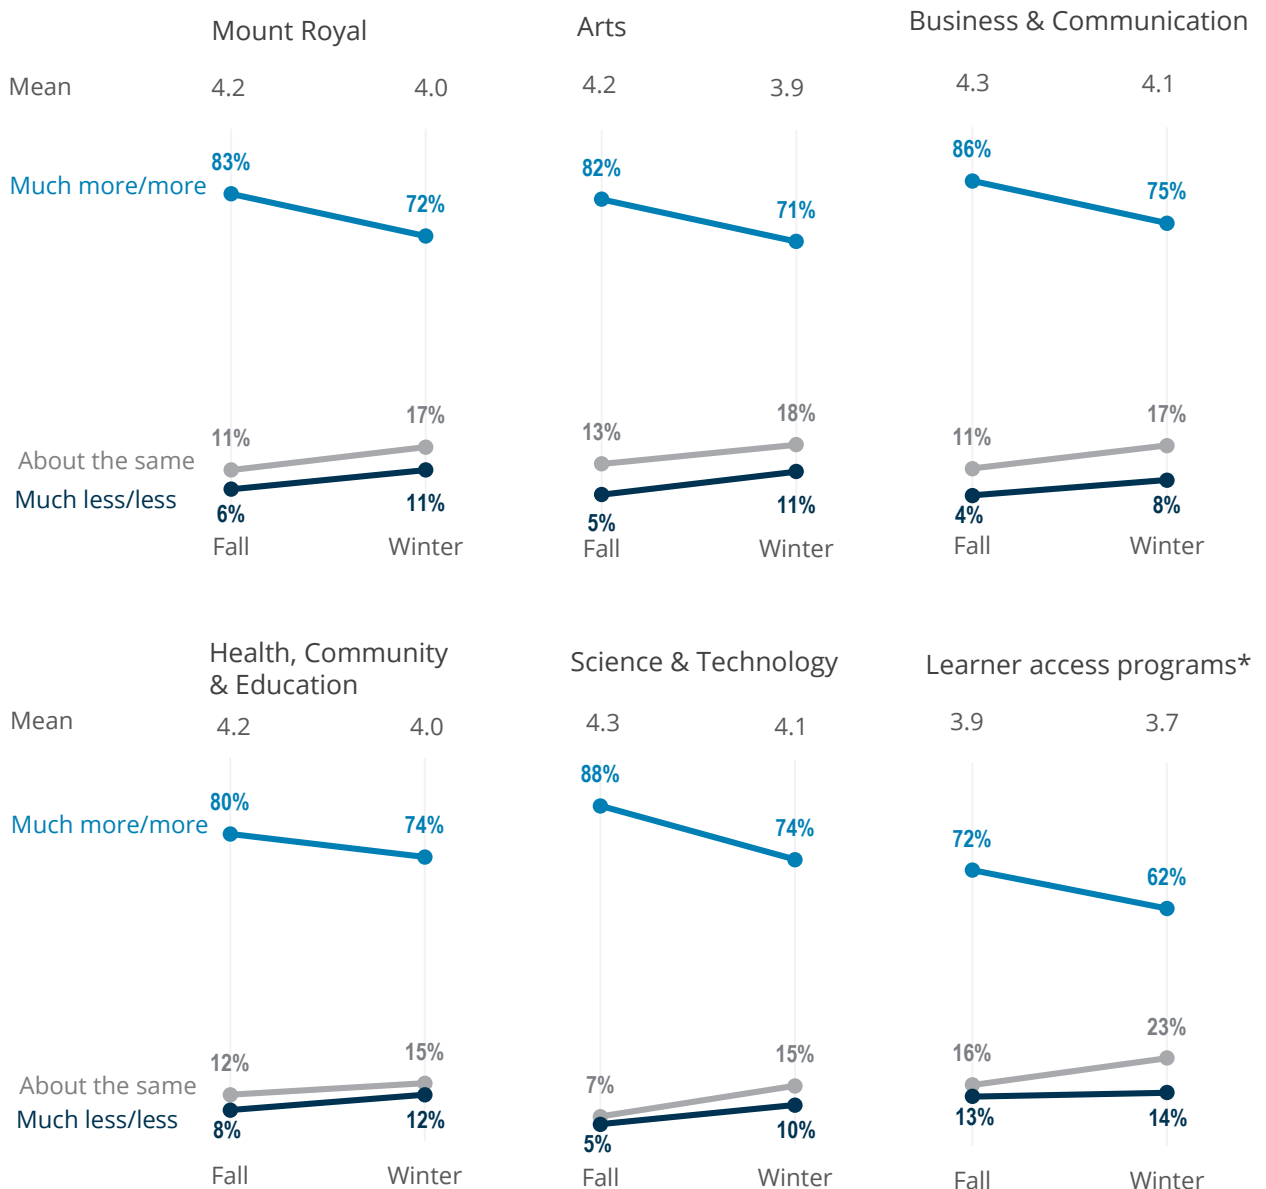 Mount Royal
Arts
Business & Communication
Mean
4.2
4.0
4.2
3.9
4.3
4.1
Much more/more
83%
72%
82%
71%
86%
75%
About the same
11%
17%
13%
18%
11%
17%
Much less/less
6%
11%
5%
11%
4%
8%
Fall
Winter
Fall
Winter
Fall
Winter
Health, Community
& Education
Science & Technology
Learner access programs*
Mean
4.2
4.0
4.3
4.1
3.9
3.7
Much more/more
80%
74%
88%
74%
72%
62%
About the same
12%
15%
7%
15%
16%
23%
Much less/less
8%
12%
5%
10%
13%
14%
Fall
Winter
Fall
Winter
Fall
Winter